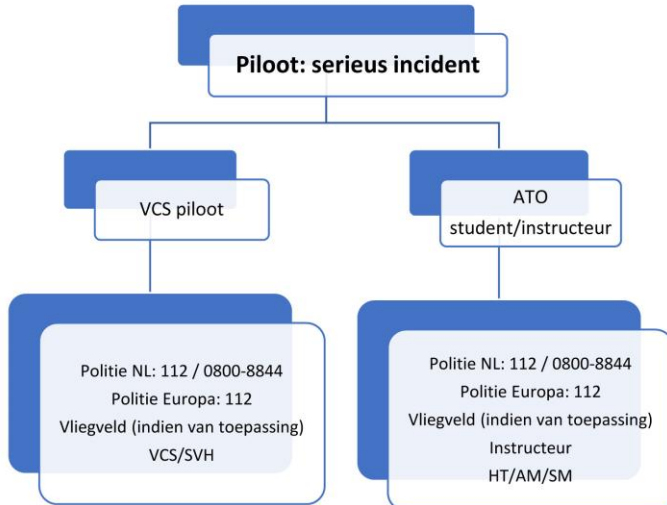 Piloot: serieus incident
VCS piloot
ATO
student/instructeur
Politie NL: 112 / 0800-8844
Politie Europa: 112
Vliegveld (indien van toepassing)
VCS/SVH
Politie NL: 112 / 0800-8844
Politie Europa: 112
Vliegveld (indien van toepassing)
Instructeur
HT/AM/SM